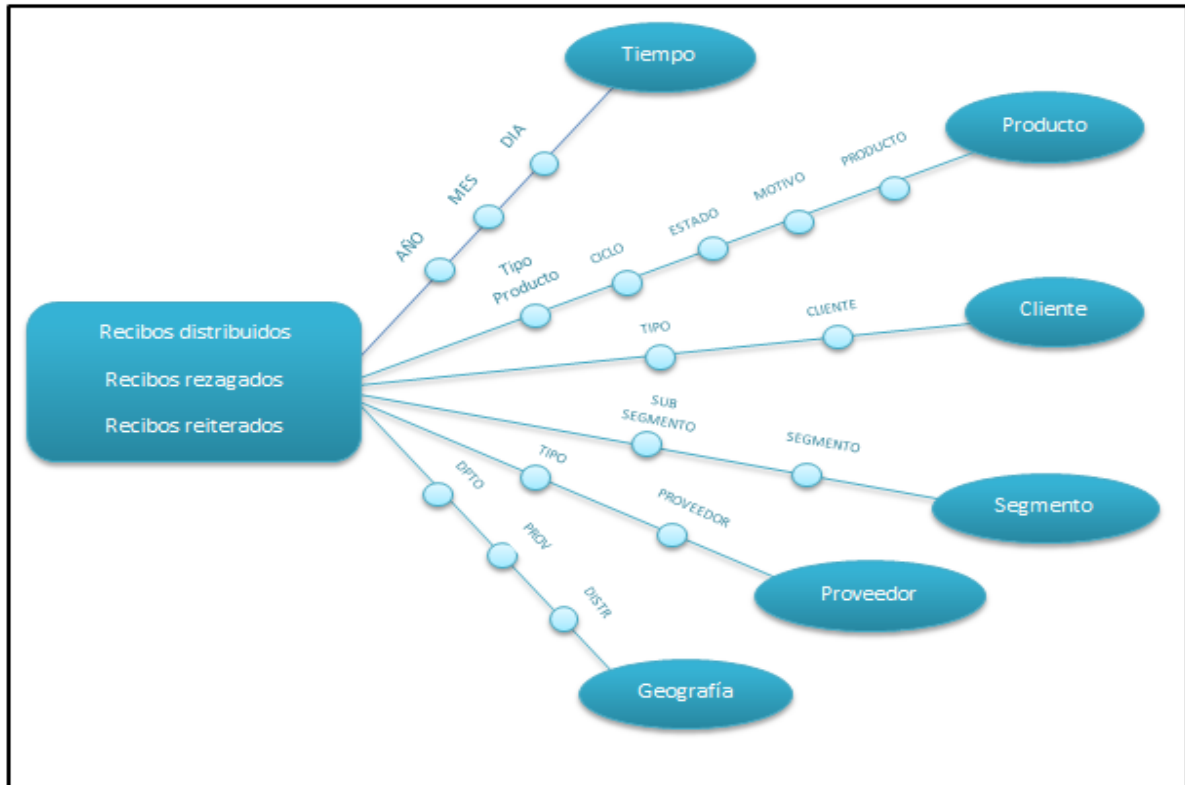 Tiempo
DIA
MES
AÑO
Producto
PRODUCTO
MOTIVO
ESTADO
CICLO
Tipo
Producto
Recibos distribuidos
Recibos rezagados
Recibos reiterados
Cliente
CLIENTE
TIPO
SUB
SEGMENTO
SEGMENTO
Segmento
TIPO
PROVEEDOR
Proveedor
DPTO
PROV
DISTR
Geografía